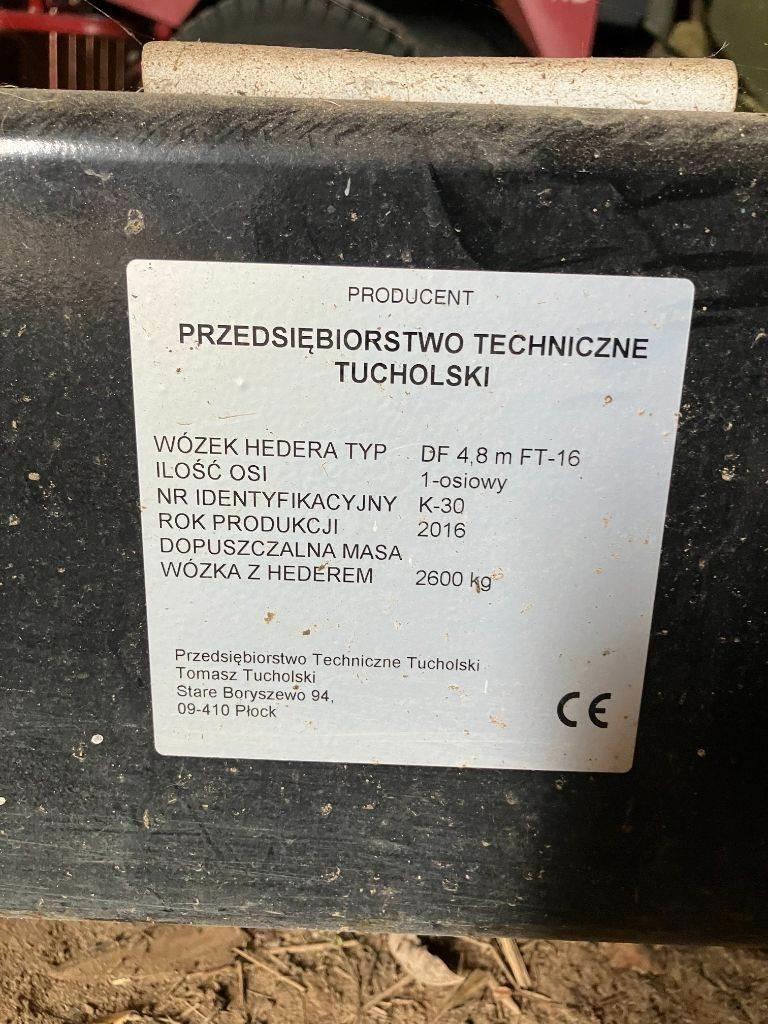 PRODUCENT
PRZEDSIĘBIORSTWO TECHNICZNE
TUCHOLSKI
WÓZEK HEDERA TYP DF 4,8 m FT-16
ILOŚĆ OSI 1-osiowy
NR IDENTYFIKACYJNY K-30
ROK PRODUKCJI 2016
DOPUSZCZALNA MASA
WÓZKA Z HEDEREM 2600 kg
Przedsiębiorstwo Techniczne Tucholski
Tomasz Tucholski
Stare Boryszewo 94,
09-410 Płock
CE